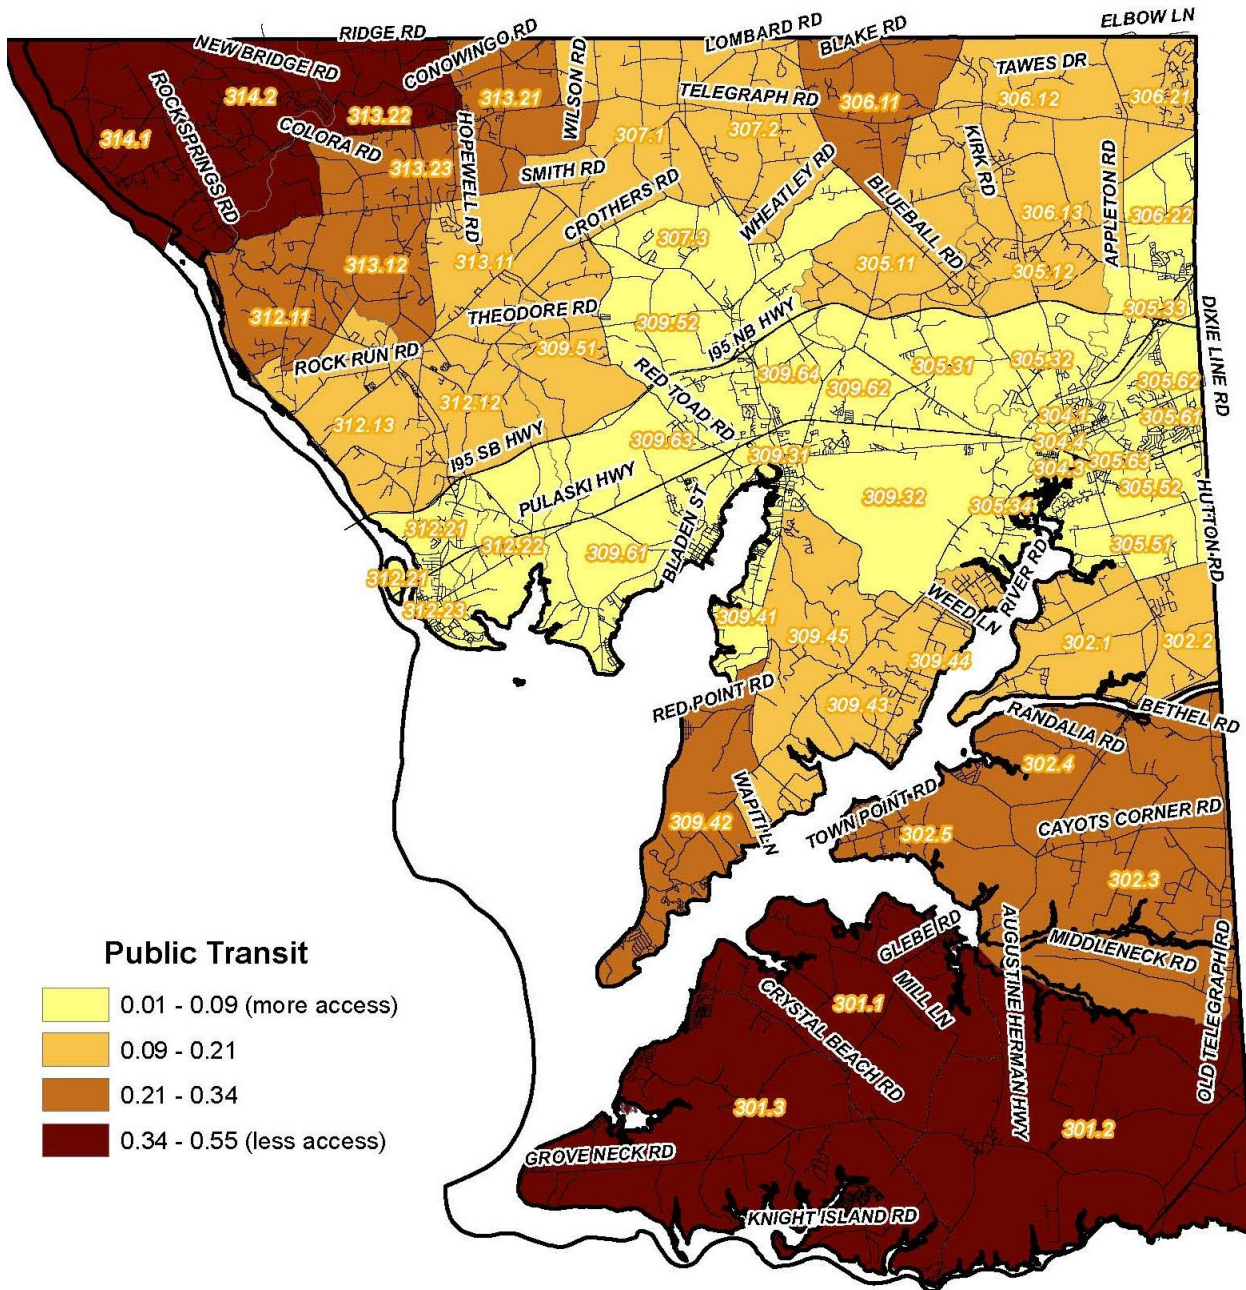 ELBOW LN
RIDGE RD
LOMBARD RD
BLAKE RD
NEW BRIDGE RD
CONOWINGO RD
WILSON RD
TAWES DR
ROCK SPRINGS RD
314.2
313.22
313.21
TELEGRAPH RD
306.11
306.12
306.21
314.1
COLORA RD
313.23
HOPEWELL RD
307.1
307.2
KIRK RD
SMITH RD
WHEATLEY RD
APPLETON RD
CROTHERS RD
BLUEBALL RD
306.13
306.22
307.3
313.12
313.11
305.11
305.12
312.11
THEODORE RD
309.52
I95 NB HWY
305.33
DIXIE LINE RD
ROCK RUN RD
309.51
RED TOAD RD
309.64
309.62
305.31
305.32
305.62
312.12
312.13
304.1
305.61
I95 SB HWY
309.63
309.31
304.4
305.63
304.3
PULASKI HWY
309.32
305.34
305.52
HUTTON RD
BLADEN ST
312.21
312.22
309.61
305.51
312.21
RIVER RD
312.23
WEED LN
309.41
309.45
302.1
302.2
309.44
RED POINT RD
309.43
RANDALIA RD
BETHEL RD
302.4
WAPITI LN
TOWN POINT RD
309.42
302.5
CAYOTS CORNER RD
302.3
GLEBE RD
AUGUSTINE HERMAN HWY
MIDDLENECK RD
OLD TELEGRAPH RD
Public Transit
0.01 - 0.09 (more access)
0.09 - 0.21
0.21 - 0.34
0.34 - 0.55 (less access)
301.1
MILL LN
CRYSTAL BEACH RD
301.3
301.2
GROVE NECK RD
KNIGHT ISLAND RD